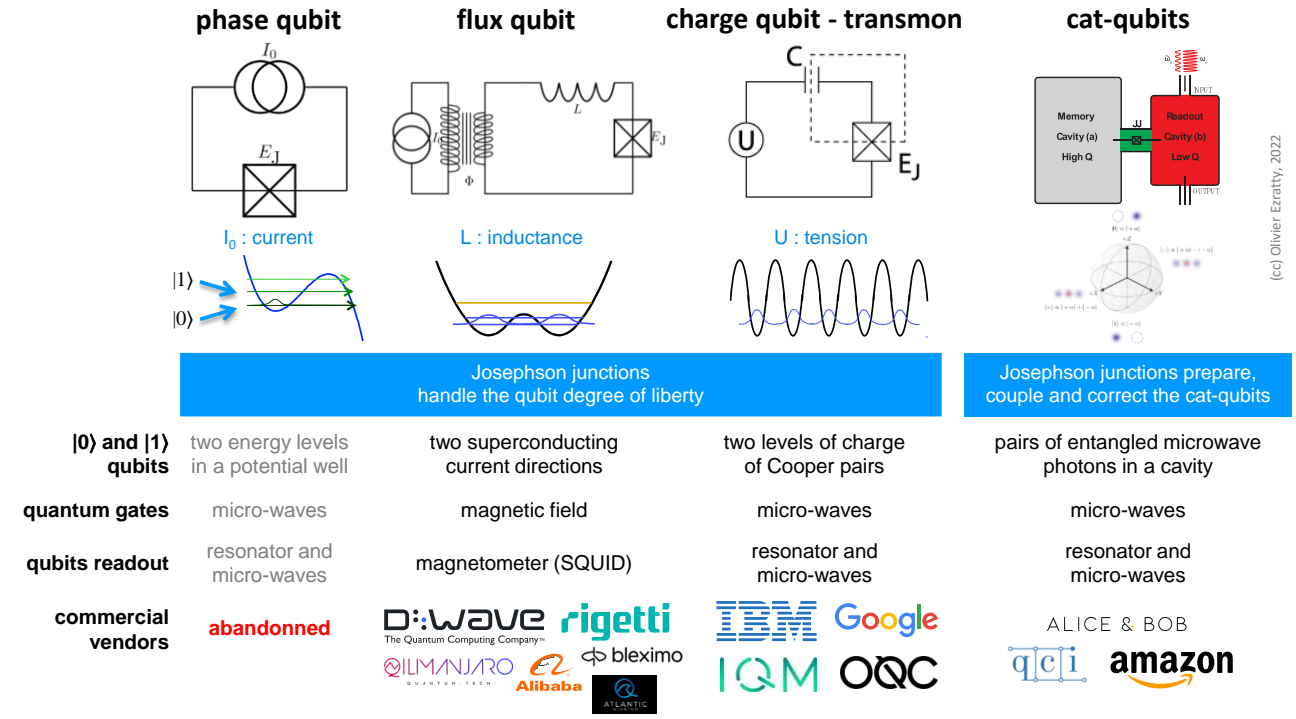 phase qubit
flux qubit
charge qubit - transmon
cat-qubits
I0
EJ
I0
Φ
L
EJ
C
U
EJ
INPUT
Memory
Cavity (a)
High Q
JJ
Readout
Cavity (b)
Low Q
OUTPUT
(cc) Olivier Ezratty, 2022
I0 : current
L : inductance
U : tension
|1⟩
|0⟩
+Z
+X
+Y
Josephson junctions
handle the qubit degree of liberty
Josephson junctions prepare,
couple and correct the cat-qubits
|0⟩ and |1⟩
qubits
two energy levels
in a potential well
two superconducting
current directions
two levels of charge
of Cooper pairs
pairs of entangled microwave
photons in a cavity
quantum gates
micro-waves
magnetic field
micro-waves
micro-waves
qubits readout
resonator and
micro-waves
magnetometer (SQUID)
resonator and
micro-waves
resonator and
micro-waves
commercial
vendors
abandonned
D:wave
The Quantum Computing Company™
rigetti
QILIMANJARO
QUANTUM-TECH
Alibaba
bleximo
ATLANTIC
QUANTUM
IBM
Google
IQM
OQC
ALICE & BOB
qci
amazon